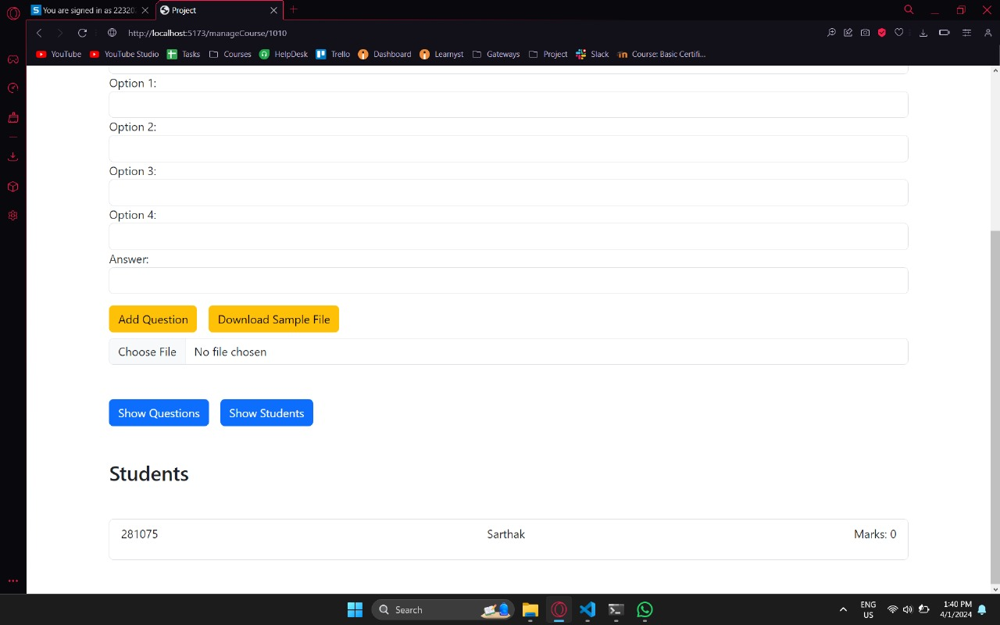 You are signed in as 22320
Project
http://localhost:5173/manageCourse/1010
YouTube YouTube Studio Tasks Courses HelpDesk Trello Dashboard Learnyst Gateways Project Slack Course: Basic Certifi...
Option 1:
Option 2:
Option 3:
Option 4:
Answer:
Add Question Download Sample File
Choose File No file chosen
Show Questions Show Students
Students
281075 Sarthak Marks: 0
Search
ENG
US
1:40 PM
4/1/2024